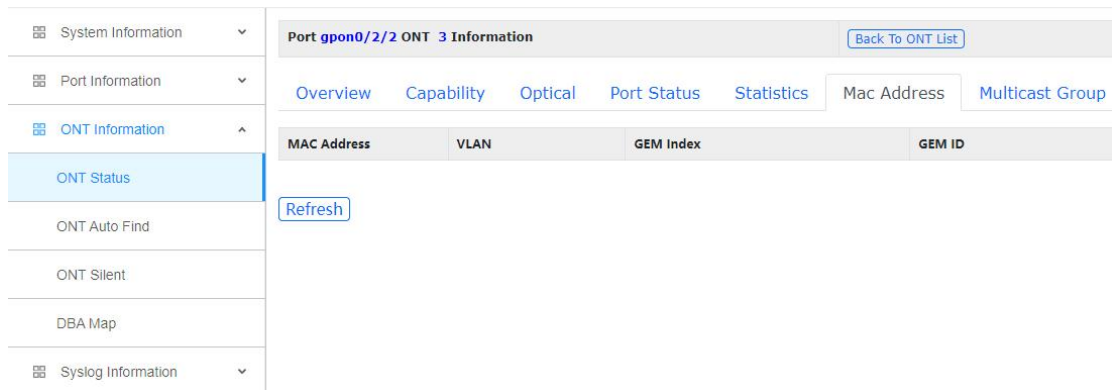 System Information
Port Information
ONT Information
ONT Status
ONT Auto Find
ONT Silent
DBA Map
Syslog Information
Port gpon0/2/2 ONT 3 Information Back To ONT List
Overview Capability Optical Port Status Statistics Mac Address Multicast Group
MAC Address VLAN GEM Index GEM ID
Refresh